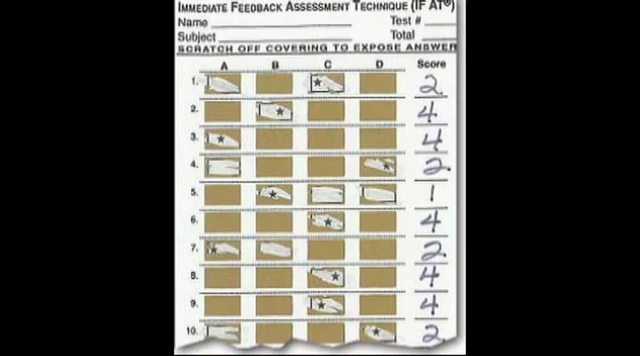 IMMEDIATE FEEDBACK ASSESSMENT TECHNIQUE (IF AT®)
Name Test #
Subject Total
SCRATCH OFF COVERING TO EXPOSE ANSWER
A B C D Score
1. 2
2. 4
3. 4
4. 2
5. 1
6. 4
7. 2
8. 4
9. 4
10. 2